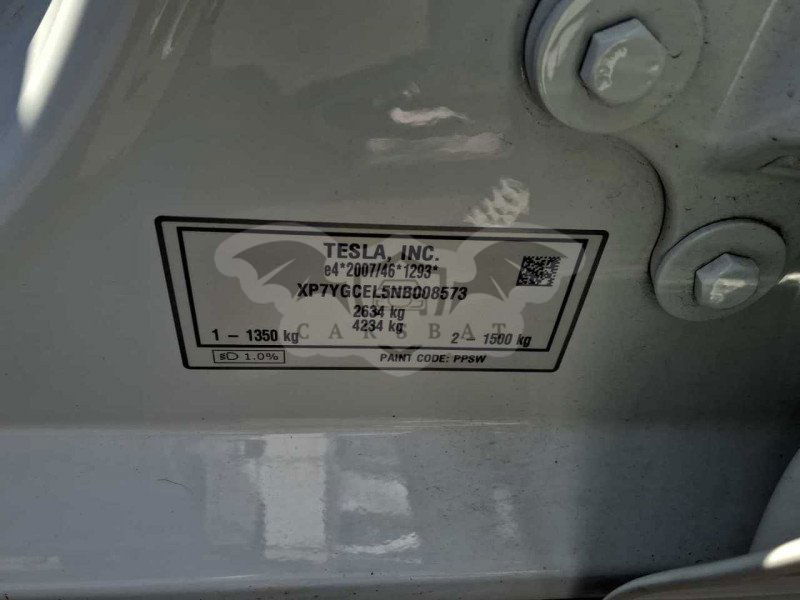 TESLA, INC.
e4*2007/46*1293*
XP7YGCEL5NB008573
2634 kg
4234 kg
1 – 1350 kg
2 – 1500 kg
1.0%
PAINT CODE: PPSW
CARSBAT